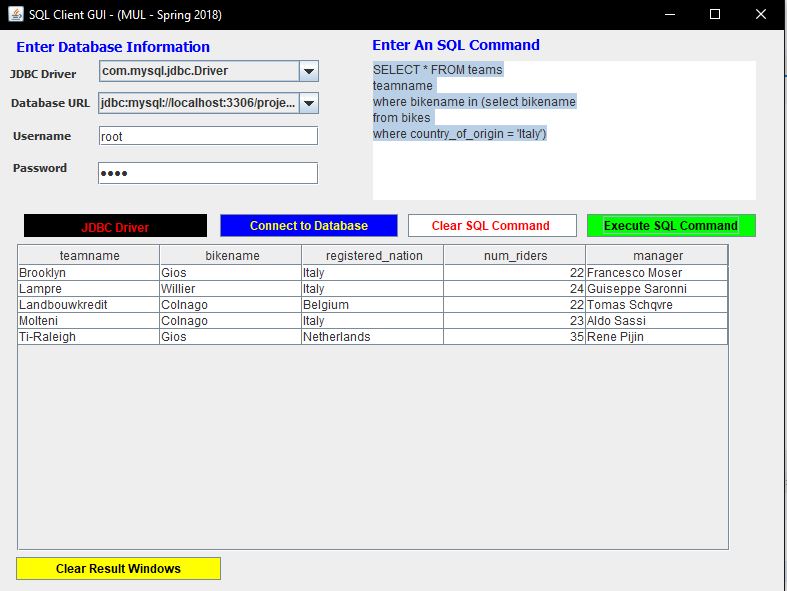 SQL Client GUI - (MUL - Spring 2018)
Enter Database Information
Enter An SQL Command
JDBC Driver
com.mysql.jdbc.Driver
Database URL
jdbc:mysql://localhost:3306/proje...
Username
root
Password
••••
SELECT * FROM teams
teamname
where bikename in (select bikename
from bikes
where country_of_origin = 'Italy')
JDBC Driver
Connect to Database
Clear SQL Command
Execute SQL Command
teamname bikename registered_nation num_riders manager
Brooklyn Gios Italy 22 Francesco Moser
Lampre Willier Italy 24 Guiseppe Saronni
Landbouwkredit Colnago Belgium 22 Tomas Schqvre
Molteni Colnago Italy 23 Aldo Sassi
Ti-Raleigh Gios Netherlands 35 Rene Pijin
Clear Result Windows